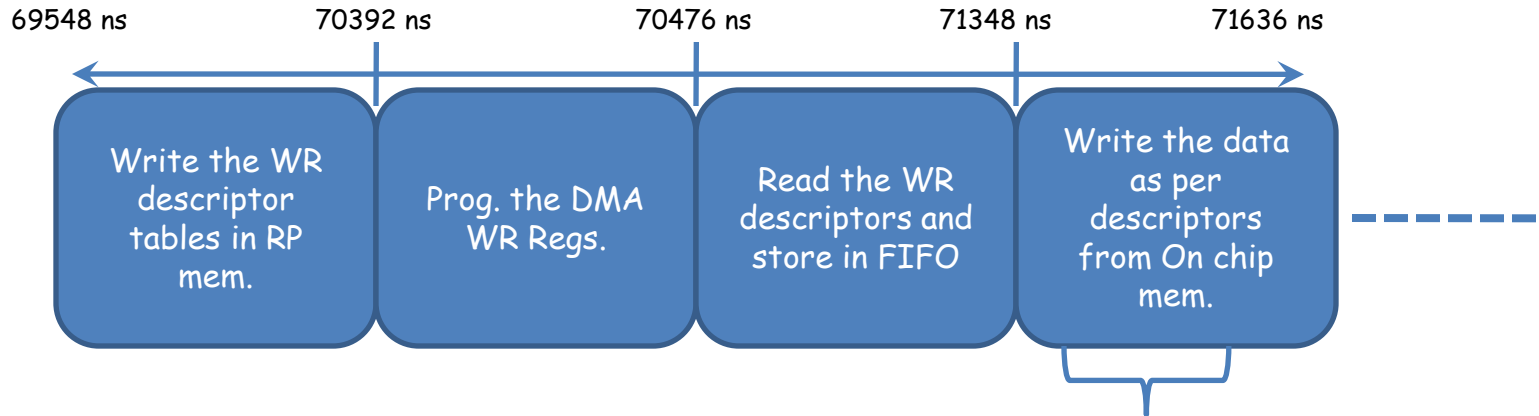 69548 ns 70392 ns 70476 ns 71348 ns 71636 ns
Write the WR
descriptor
tables in RP
mem.
Prog. the DMA
WR Regs.
Read the WR
descriptors and
store in FIFO
Write the data
as per
descriptors
from On chip
mem.